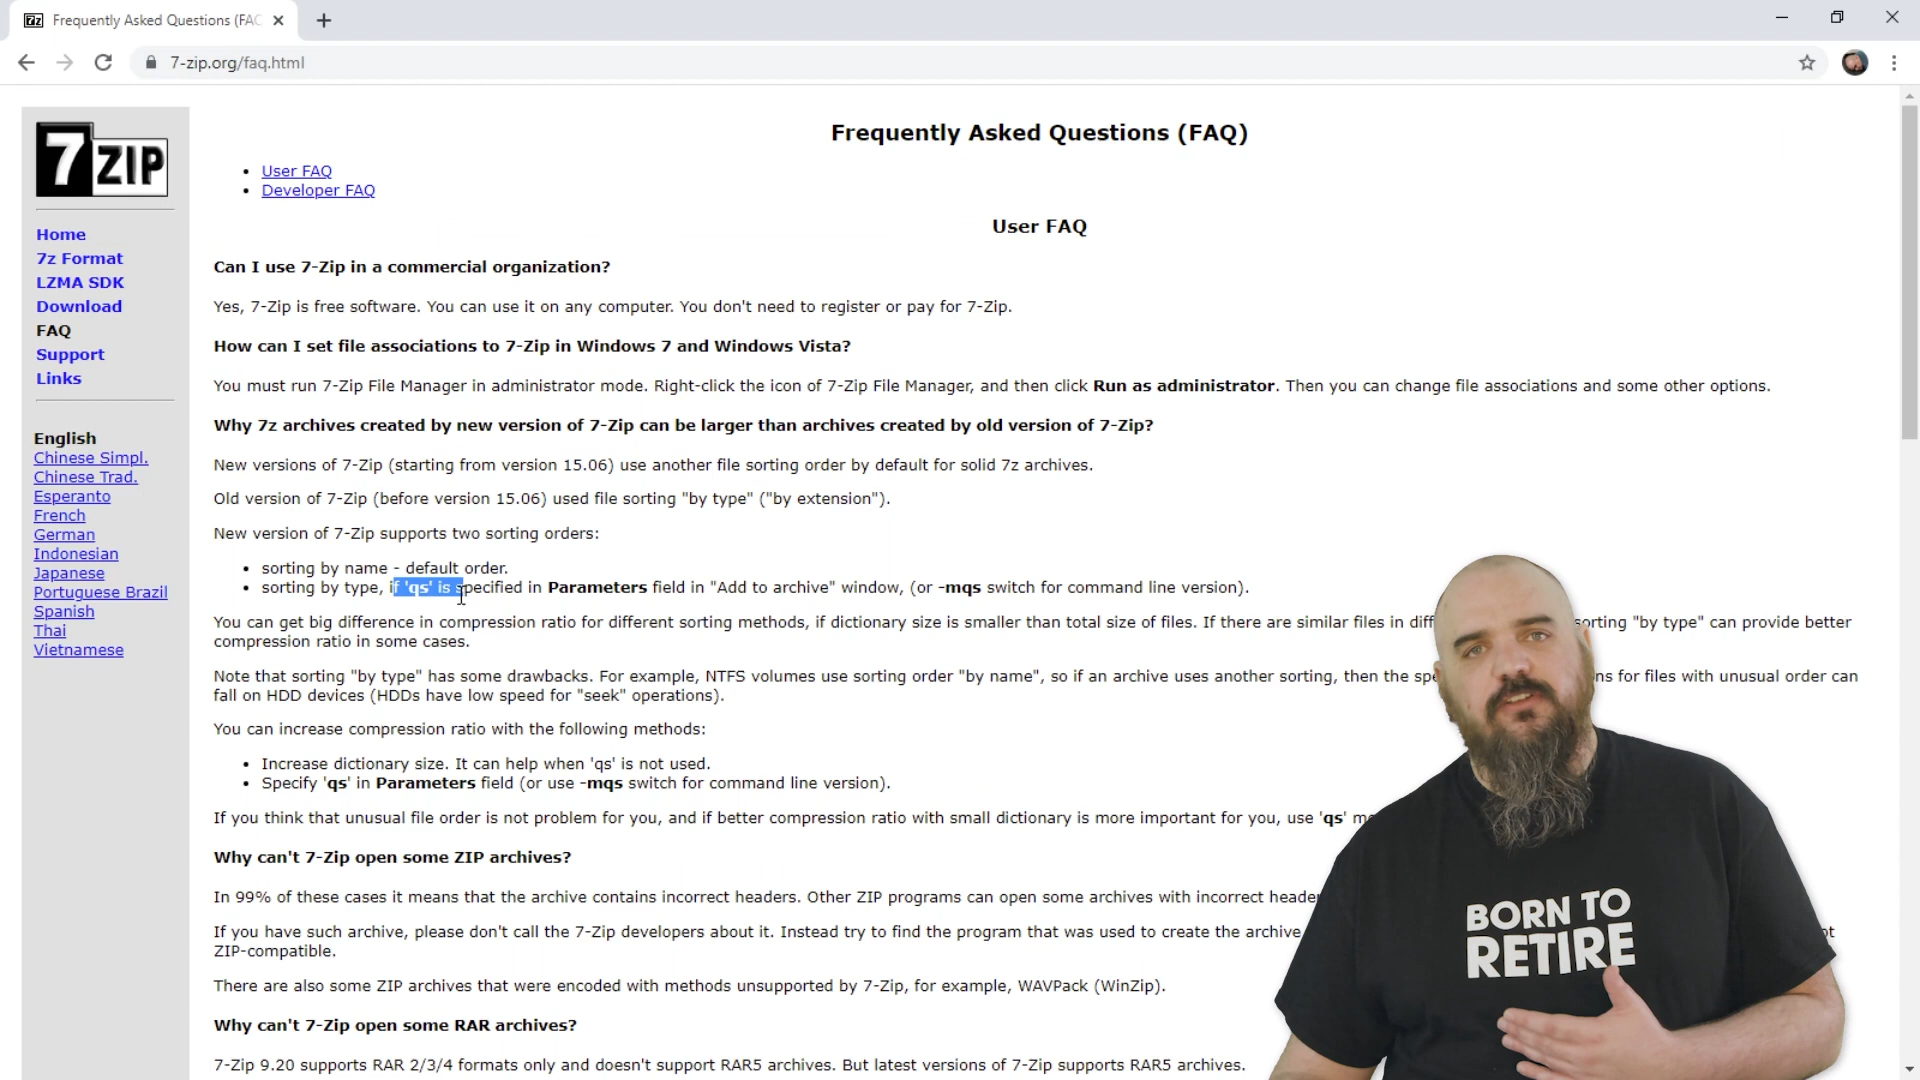 7z Frequently Asked Questions (FAQ
7-zip.org/faq.html
7 ZIP
Home
7z Format
LZMA SDK
Download
FAQ
Support
Links
English
Chinese Simpl.
Chinese Trad.
Esperanto
French
German
Indonesian
Japanese
Portuguese Brazil
Spanish
Thai
Vietnamese
Frequently Asked Questions (FAQ)
• User FAQ
• Developer FAQ
User FAQ
Can I use 7-Zip in a commercial organization?
Yes, 7-Zip is free software. You can use it on any computer. You don't need to register or pay for 7-Zip.
How can I set file associations to 7-Zip in Windows 7 and Windows Vista?
You must run 7-Zip File Manager in administrator mode. Right-click the icon of 7-Zip File Manager, and then click Run as administrator. Then you can change file associations and some other options.
Why 7z archives created by new version of 7-Zip can be larger than archives created by old version of 7-Zip?
New versions of 7-Zip (starting from version 15.06) use another file sorting order by default for solid 7z archives.
Old version of 7-Zip (before version 15.06) used file sorting "by type" ("by extension").
New version of 7-Zip supports two sorting orders:
• sorting by name - default order.
• sorting by type, if 'qs' is specified in Parameters field in "Add to archive" window, (or -mqs switch for command line version).
You can get big difference in compression ratio for different sorting methods, if dictionary size is smaller than total size of files. If there are similar files in diff sorting "by type" can provide better
compression ratio in some cases.
Note that sorting "by type" has some drawbacks. For example, NTFS volumes use sorting order "by name", so if an archive uses another sorting, then the spe ns for files with unusual order can
fall on HDD devices (HDDs have low speed for "seek" operations).
You can increase compression ratio with the following methods:
• Increase dictionary size. It can help when 'qs' is not used.
• Specify 'qs' in Parameters field (or use -mqs switch for command line version).
If you think that unusual file order is not problem for you, and if better compression ratio with small dictionary is more important for you, use 'qs' mo
Why can't 7-Zip open some ZIP archives?
In 99% of these cases it means that the archive contains incorrect headers. Other ZIP programs can open some archives with incorrect header
If you have such archive, please don't call the 7-Zip developers about it. Instead try to find the program that was used to create the archive ot
ZIP-compatible.
There are also some ZIP archives that were encoded with methods unsupported by 7-Zip, for example, WAVPack (WinZip).
Why can't 7-Zip open some RAR archives?
7-Zip 9.20 supports RAR 2/3/4 formats only and doesn't support RAR5 archives. But latest versions of 7-Zip supports RAR5 archives.
BORN TO
RETIRE